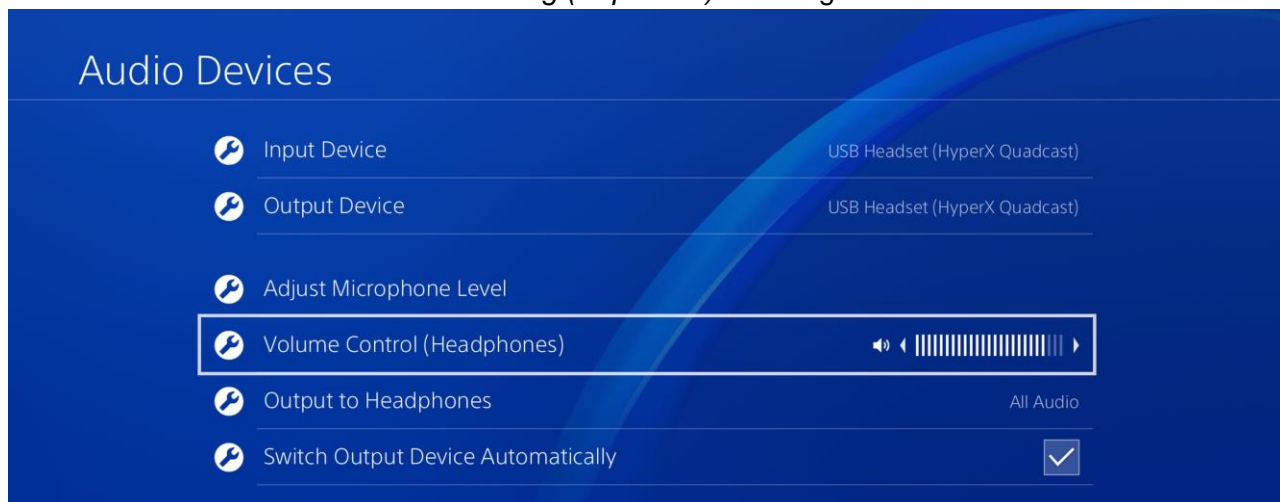 Audio Devices
Input Device USB Headset (HyperX Quadcast)
Output Device USB Headset (HyperX Quadcast)
Adjust Microphone Level
Volume Control (Headphones)
Output to Headphones All Audio
Switch Output Device Automatically